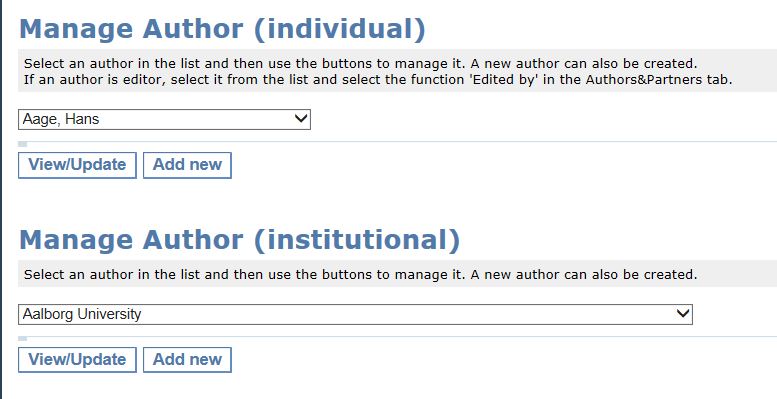 Manage Author (individual)
Select an author in the list and then use the buttons to manage it. A new author can also be created.
If an author is editor, select it from the list and select the function 'Edited by' in the Authors&Partners tab.
Aage, Hans
View/Update Add new
Manage Author (institutional)
Select an author in the list and then use the buttons to manage it. A new author can also be created.
Aalborg University
View/Update Add new